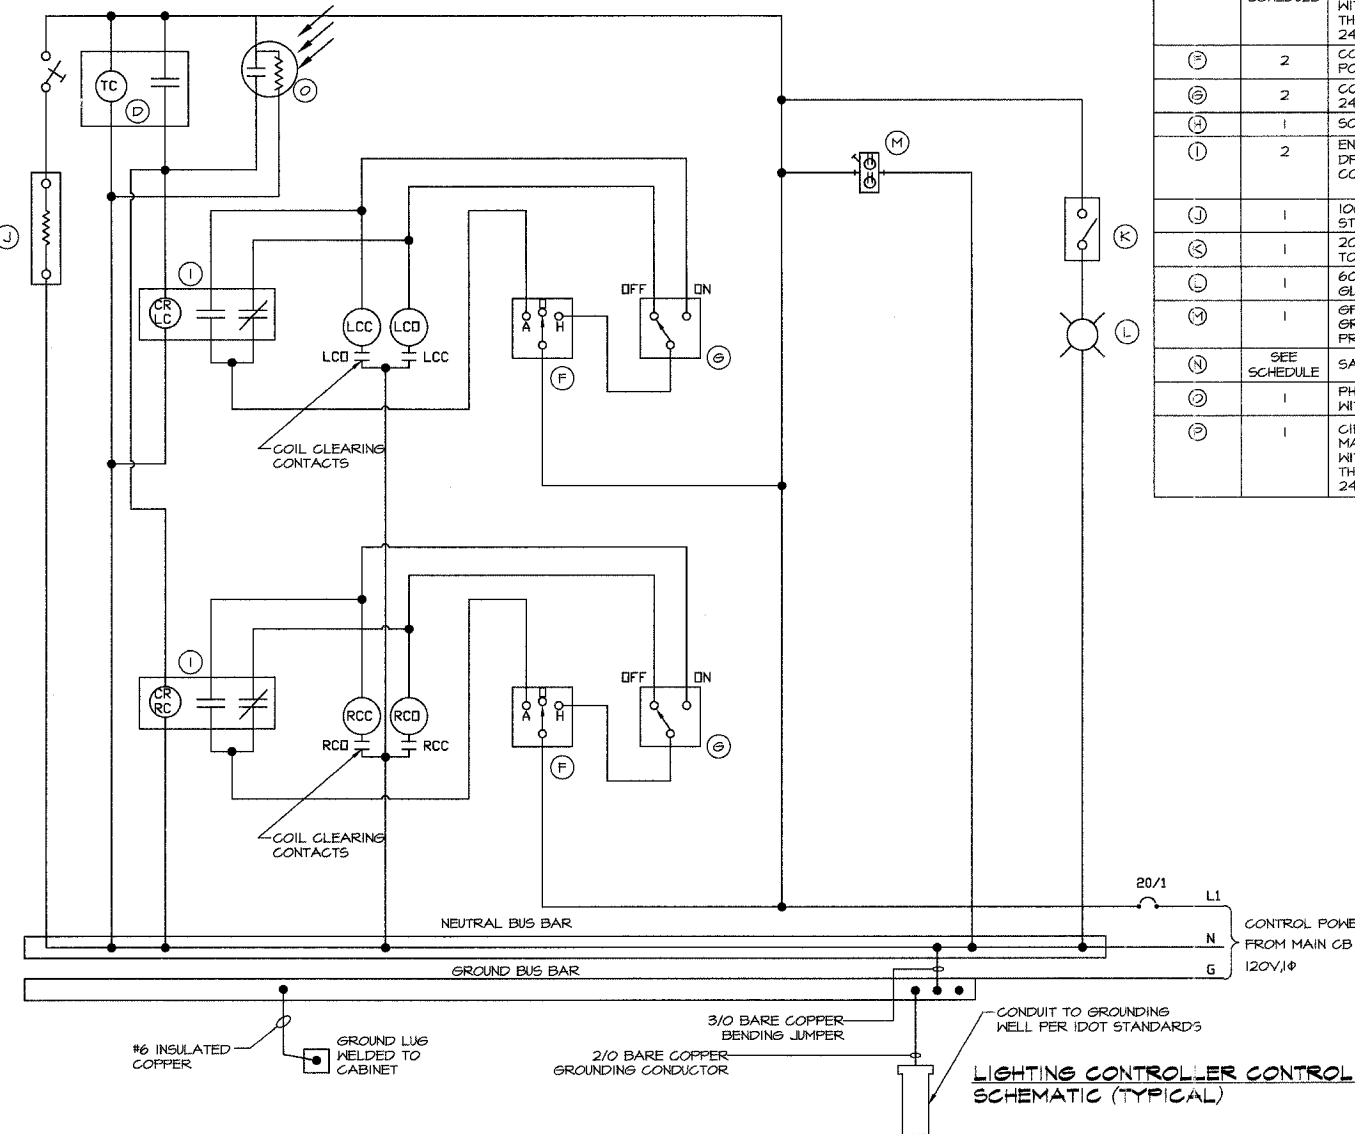 TC
D
O
M
J
K
I
CR
LC
LCC
LCO
LCO
LCC
OFF
ON
A
O
H
F
G
L
COIL CLEARING
CONTACTS
I
CR
RC
RCC
RCO
RCO
RCC
OFF
ON
A
O
H
F
G
COIL CLEARING
CONTACTS
20/1
L1
NEUTRAL BUS BAR
N
CONTROL
FROM MAIN CB
120V,1Φ
GROUND BUS BAR
G
#6 INSULATED
COPPER
GROUND LUG
WELDED TO
CABINET
3/0 BARE COPPER
BENDING JUMPER
2/0 BARE COPPER
GROUNDING CONDUCTOR
CONDUIT TO GROUNDING
WELL PER IDOT STANDARDS
LIGHTING CONTROLLER CONTROL
SCHEMATIC (TYPICAL)
F 2
G 2
H 1
I 2
J 1
K 1
L 1
M 1
N SEE
SCHEDULE
O 1
P 1